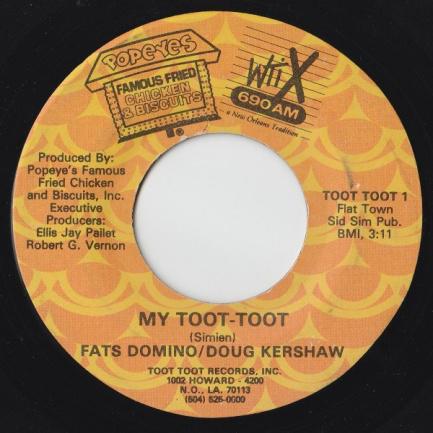 POPEYES
FAMOUS FRIED
CHICKEN
& BISCUITS
®
WTIX
690 AM
a New Orleans Tradition
Produced By:
Popeye's Famous
Fried Chicken
and Biscuits, Inc.
Executive
Producers:
Ellis Jay Pailet
Robert G. Vernon
TOOT TOOT 1
Flat Town
Sid Sim Pub.
BMI, 3:11
MY TOOT-TOOT
(Simien)
FATS DOMINO/DOUG KERSHAW
TOOT TOOT RECORDS, INC.
1002 HOWARD - 4200
N.O., LA. 70113
(504) 525-0000